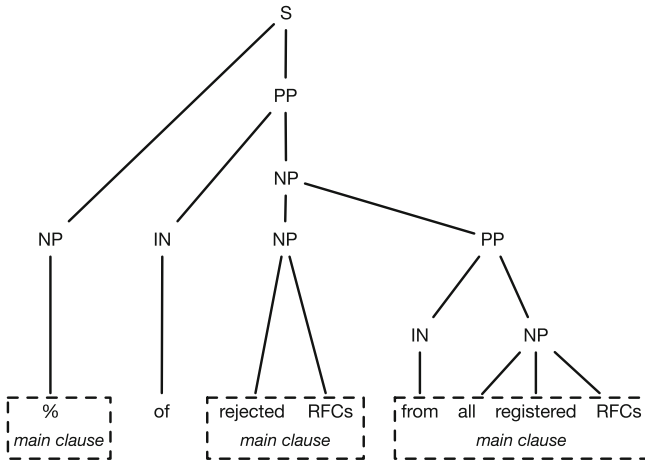 S
PP
NP
NP IN NP PP
IN NP
% of rejected RFCs from all registered RFCs
main clause main clause main clause